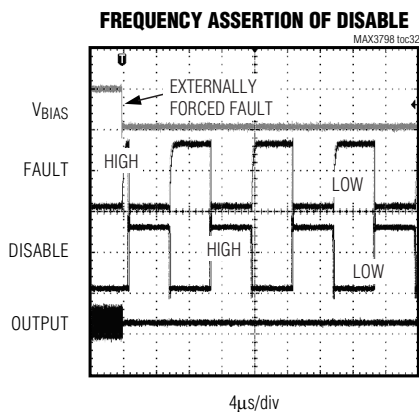 FREQUENCY ASSERTION OF DISABLE
MAX3798 toc32
T
EXTERNALLY
FORCED FAULT
VBIAS
HIGH
FAULT
LOW
HIGH
DISABLE
LOW
OUTPUT
4μs/div